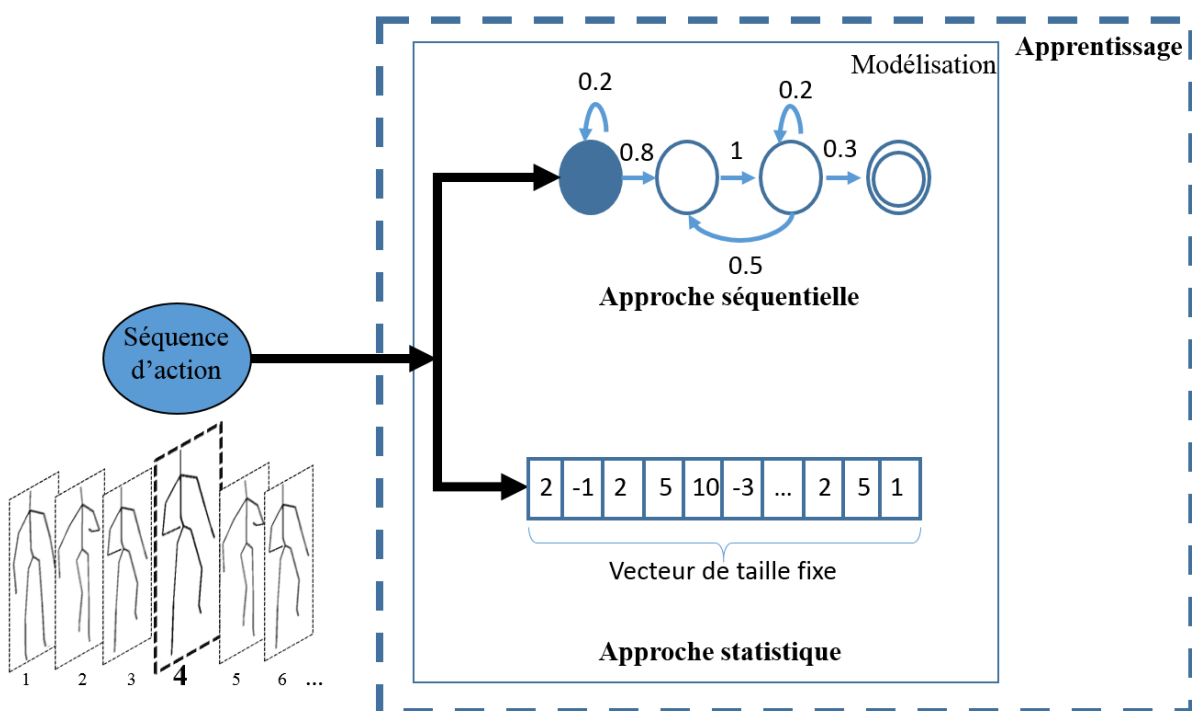 Apprentissage
Modélisation
0.2
0.2
0.8
1
0.3
0.5
Approche séquentielle
Séquence
d’action
2 -1 2 5 10 -3 ... 2 5 1
Vecteur de taille fixe
Approche statistique
1 2 3 4 5 6 ...